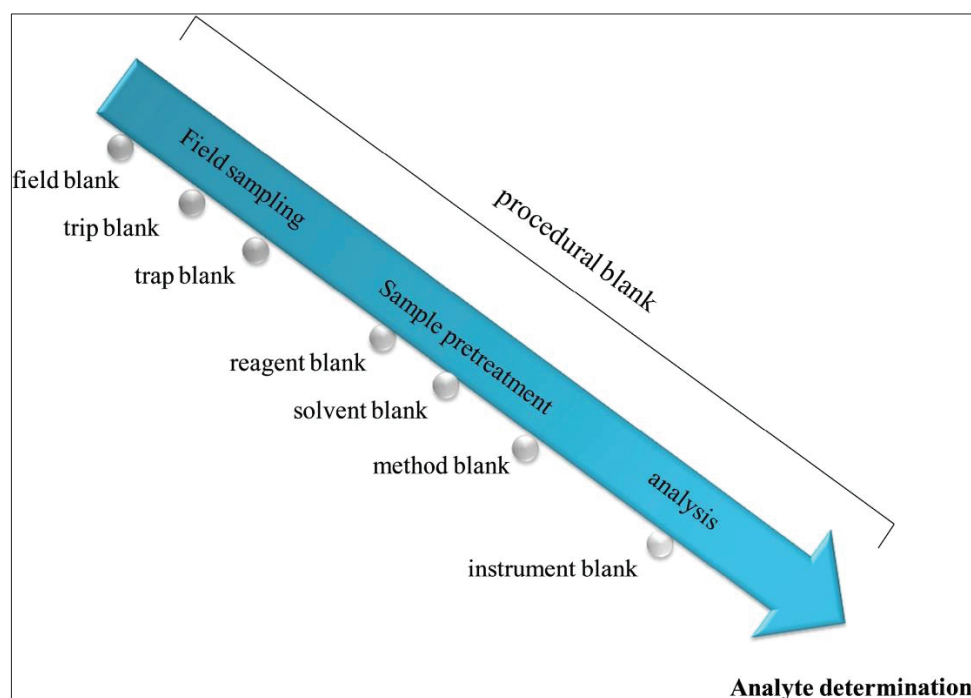 Field sampling
field blank
procedural blank
trip blank
trap blank
Sample pretreatment
reagent blank
solvent blank
method blank
analysis
instrument blank
Analyte determination